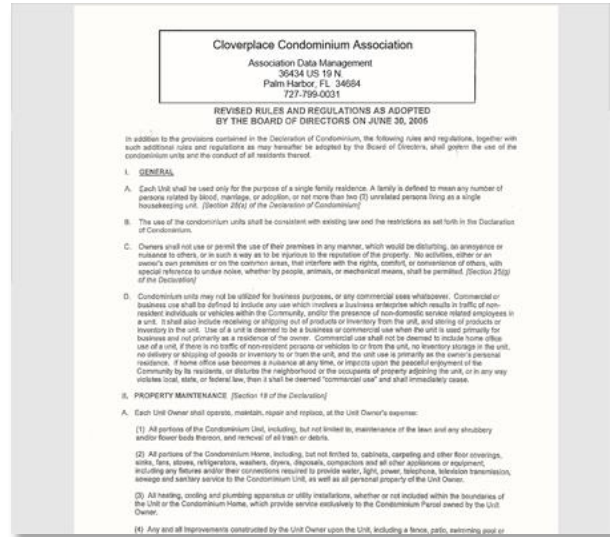 Cloverplace Condominium Association
Association Data Management
36434 US 19 N.
Palm Harbor, FL 34684
727-799-0031
REVISED RULES AND REGULATIONS AS ADOPTED
BY THE BOARD OF DIRECTORS ON JUNE 30, 2005
In addition to the provisions contained in the Declaration of Condominium, the following rules and regulations, together with
such additional rules and regulations as may hereafter be adopted by the Board of Directors, shall govern the use of the
condominium units and the conduct of all residents thereof.
I. GENERAL
A. Each Unit shall be used only for the purpose of a single family residence. A family is defined to mean any number of
persons related by blood, marriage, or adoption, or not more than two (2) unrelated persons living as a single
housekeeping unit. [Section 25(a) of the Declaration of Condominium]
B. The use of the condominium units shall be consistent with existing law and the restrictions as set forth in the Declaration
of Condominium.
C. Owners shall not use or permit the use of their premises in any manner, which would be disturbing, an annoyance or
nuisance to others, or in such a way as to be injurious to the reputation of the property. No activities, either on an
owner's own premises or on the common areas, that interfere with the rights, comfort, or convenience of others, with
special reference to undue noise, whether by people, animals, or mechanical means, shall be permitted. [Section 25(g)
of the Declaration]
D. Condominium units may not be utilized for business purposes, or any commercial uses whatsoever. Commercial or
business use shall be defined to include any use which involves a business enterprise which results in traffic of non-
resident individuals or vehicles within the Community, and/or the presence of non-domestic service related employees in
a unit. It shall also include receiving or shipping out of products or inventory from the unit, and storing of products or
inventory in the unit. Use of a unit is deemed to be a business or commercial use when the unit is used primarily for
business and not primarily as a residence of the owner. Commercial use shall not be deemed to include home office
use of a unit, if there is no traffic of non-resident persons or vehicles to or from the unit, no inventory storage in the unit,
no delivery or shipping of goods or inventory to or from the unit, and the unit use is primarily as the owner's personal
residence. If home office use becomes a nuisance at any time, or impacts upon the peaceful enjoyment of the
Community by its residents, or disturbs the neighborhood or the occupants of property adjoining the unit, or in any way
violates local, state, or federal law, then it shall be deemed "commercial use" and shall immediately cease.
II. PROPERTY MAINTENANCE [Section 18 of the Declaration]
A. Each Unit Owner shall operate, maintain, repair and replace, at the Unit Owner's expense:
(1) All portions of the Condominium Unit, including, but not limited to, maintenance of the lawn and any shrubbery
and/or flower beds thereon, and removal of all trash or debris.
(2) All portions of the Condominium Home, including, but not limited to, cabinets, carpeting and other floor coverings,
sinks, fans, stoves, refrigerators, washers, dryers, disposals, compactors and all other appliances or equipment,
including any fixtures and/or their connections required to provide water, light, power, telephone, television transmission,
sewage and sanitary service to the Condominium Unit, as well as all personal property of the Unit Owner.
(3) All heating, cooling and plumbing apparatus or utility installations, whether or not included within the boundaries of
the Unit or the Condominium Home, which provide service exclusively to the Condominium Parcel owned by the Unit
Owner.
(4) Any and all Improvements constructed by the Unit Owner upon the Unit, including a fence, patio, swimming pool or